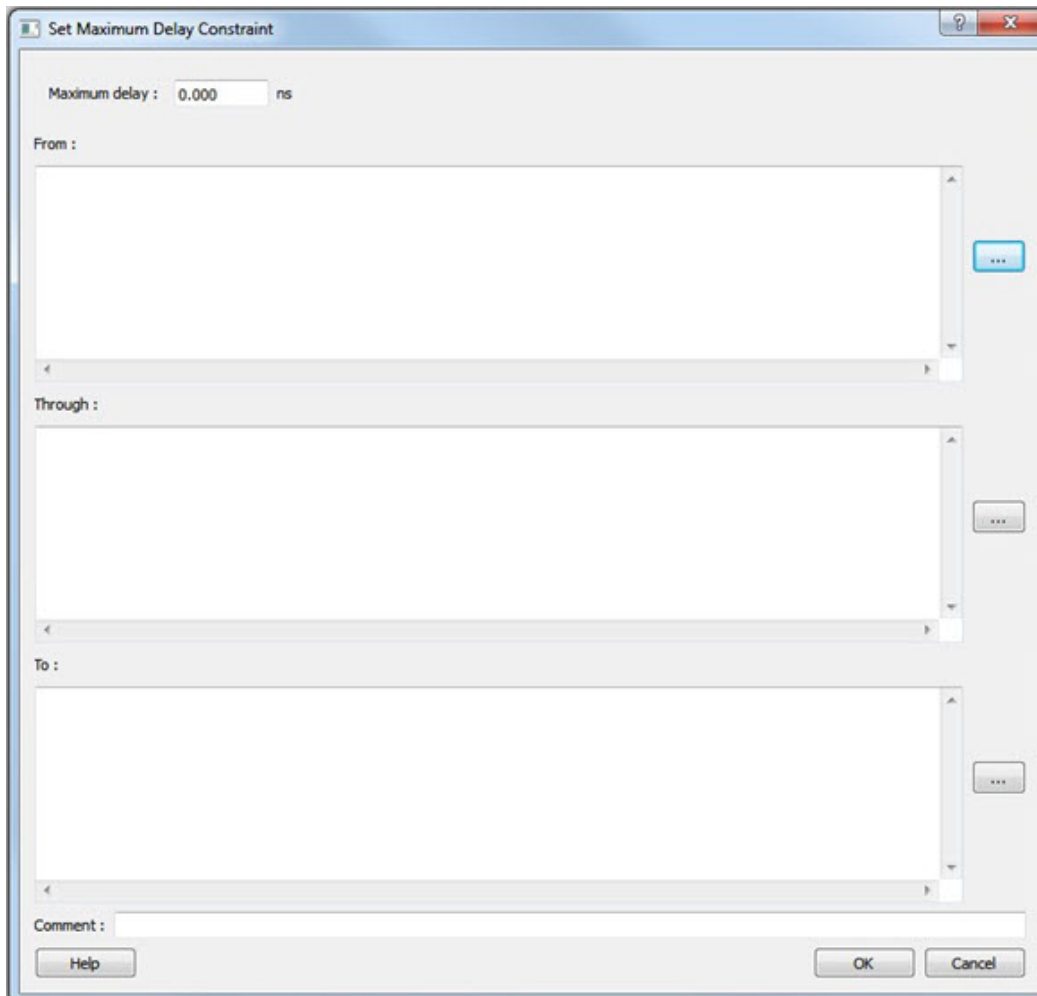 Set Maximum Delay Constraint
?
Maximum delay : 0.000 ns
From :
...
Through :
...
To :
...
Comment :
Help OK Cancel